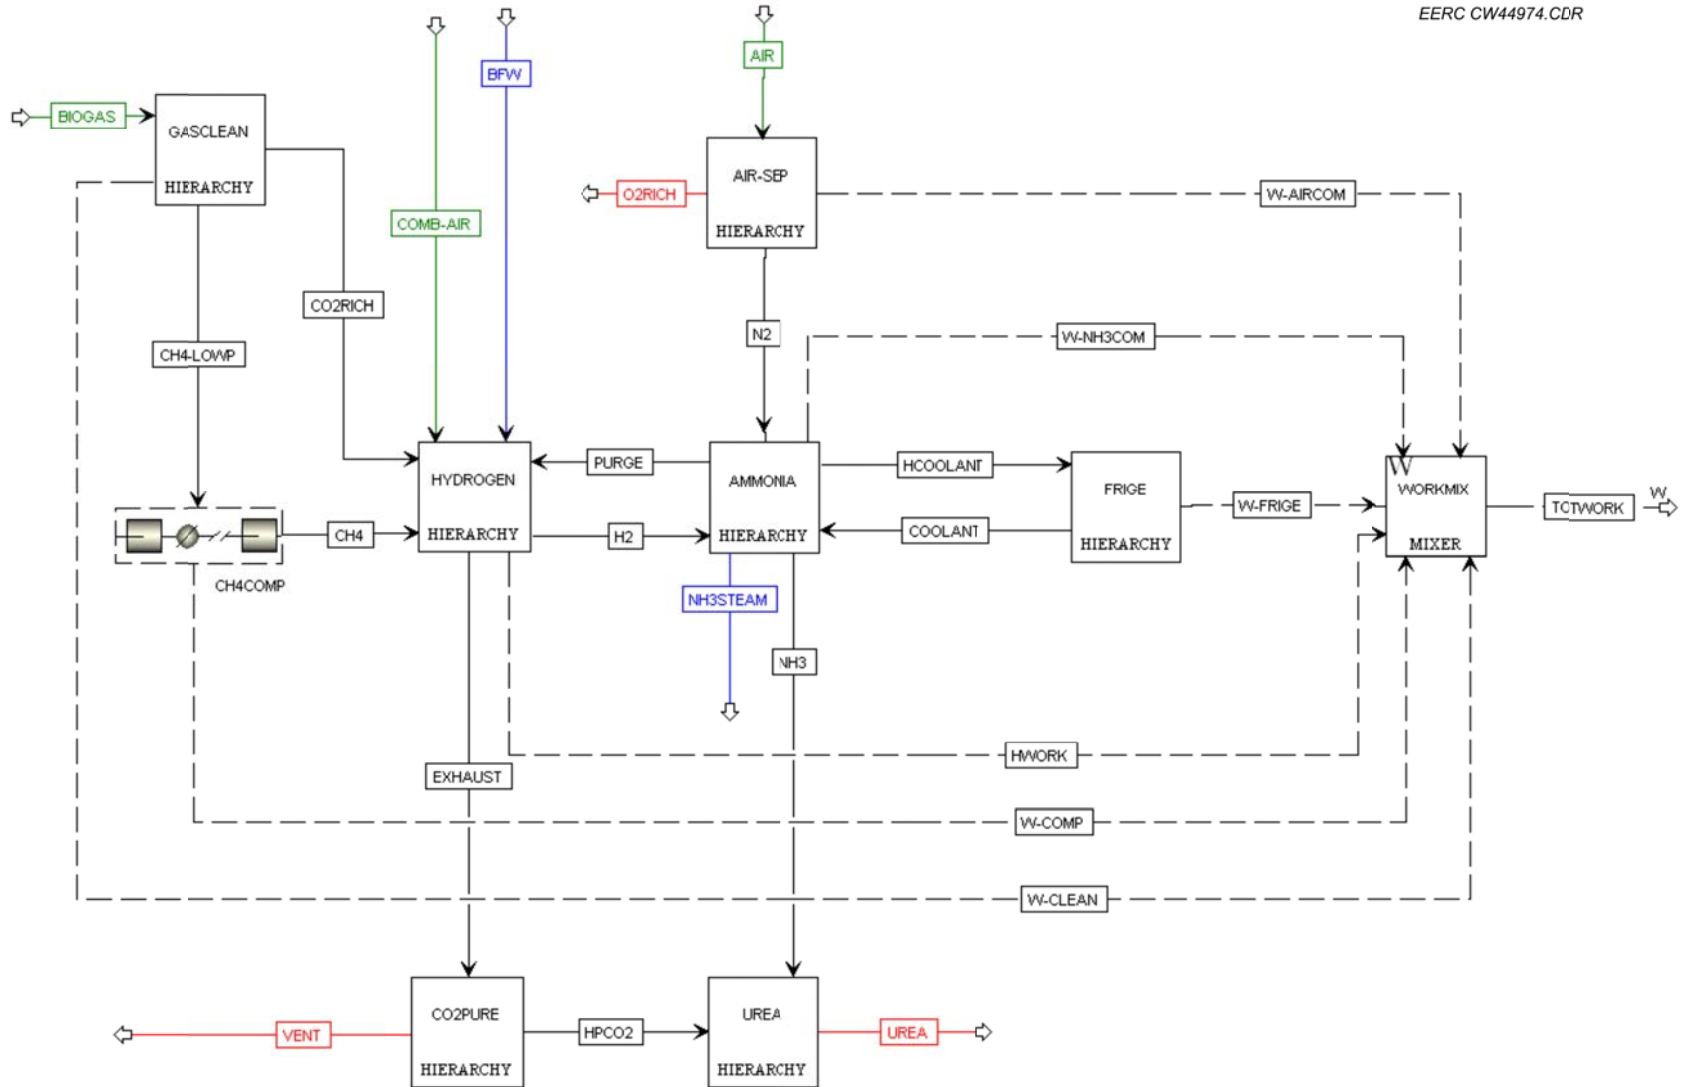 EERC CW44974.CDR
BFW
AIR
BIOGAS
GASCLEAN
HIERARCHY
AIR-SEP
HIERARCHY
O2RICH
W-AIRCOM
COMB-AIR
CO2RICH
N2
W-NH3COM
CH4-LOWP
HYDROGEN
HIERARCHY
PURGE
AMMONIA
HIERARCHY
HCOOLANT
FRIGE
HIERARCHY
W
WORKMIX
MIXER
W-FRIGE
TOTWORK
W
CH4
H2
COOLANT
CH4COMP
NH3STEAM
NH3
HWORK
EXHAUST
W-COMP
W-CLEAN
CO2PURE
HIERARCHY
UREA
HIERARCHY
VENT
HPCO2
UREA